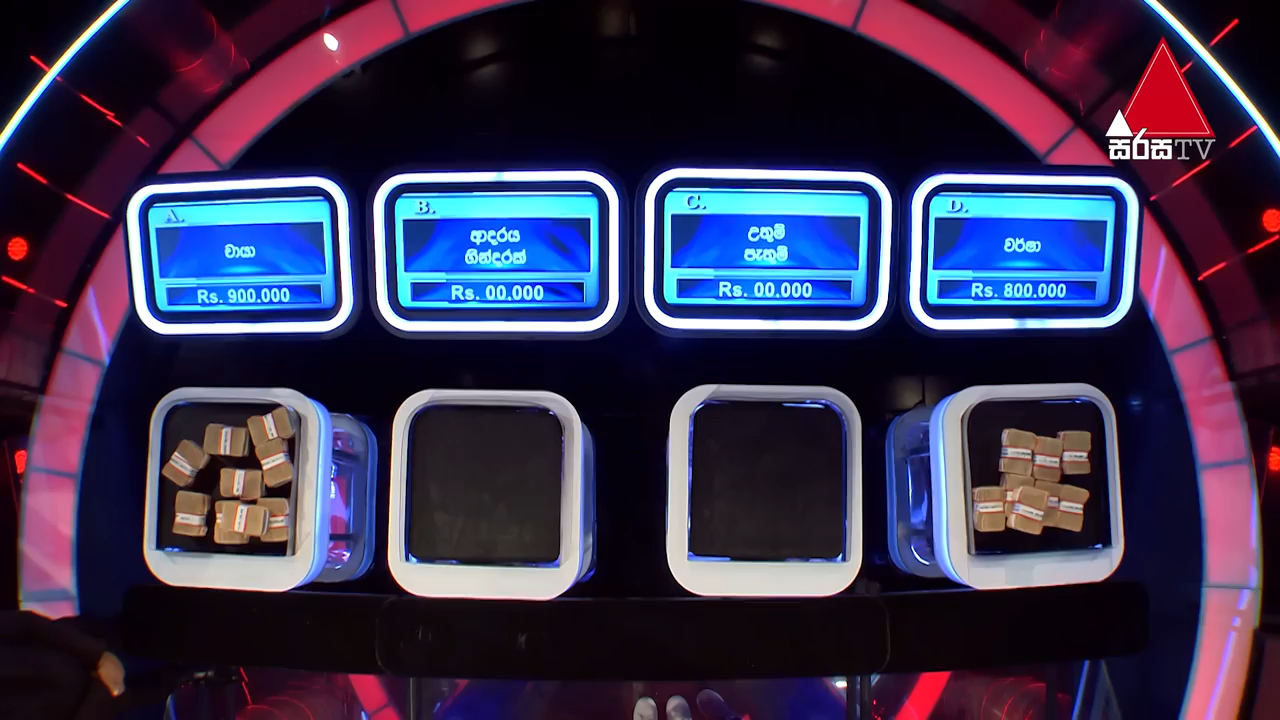 සිරස TV
A.
ඡායා
Rs. 900.000
B.
ආදරය
ගින්දරක්
Rs. 00.000
C.
උතුම්
පැතුම්
Rs. 00.000
D.
වර්ෂා
Rs. 800.000